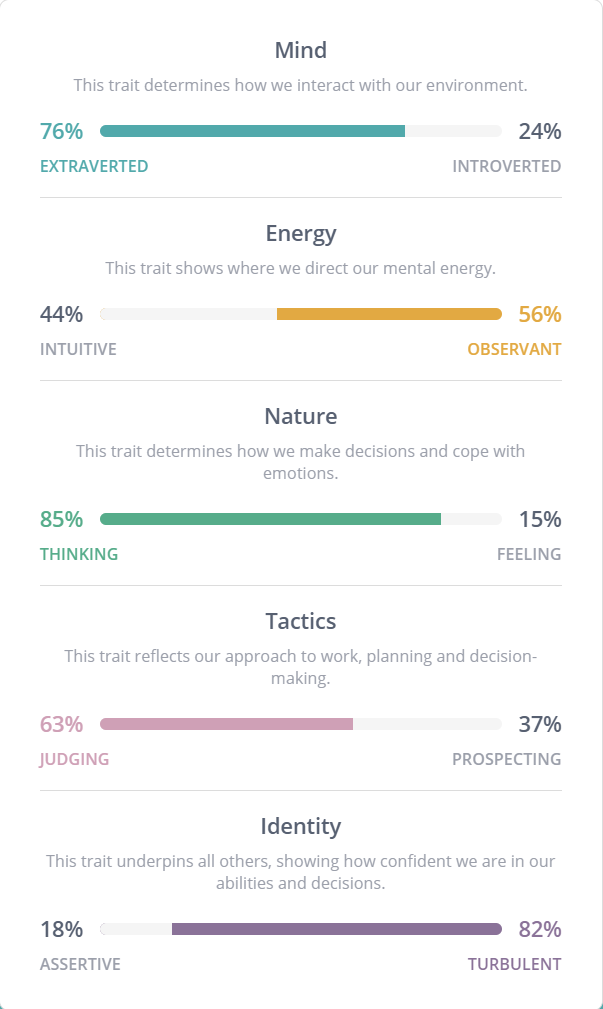 Mind
This trait determines how we interact with our environment.
76% 24%
EXTRAVERTED INTROVERTED
Energy
This trait shows where we direct our mental energy.
44% 56%
INTUITIVE OBSERVANT
Nature
This trait determines how we make decisions and cope with
emotions.
85% 15%
THINKING FEELING
Tactics
This trait reflects our approach to work, planning and decision-
making.
63% 37%
JUDGING PROSPECTING
Identity
This trait underpins all others, showing how confident we are in our
abilities and decisions.
18% 82%
ASSERTIVE TURBULENT